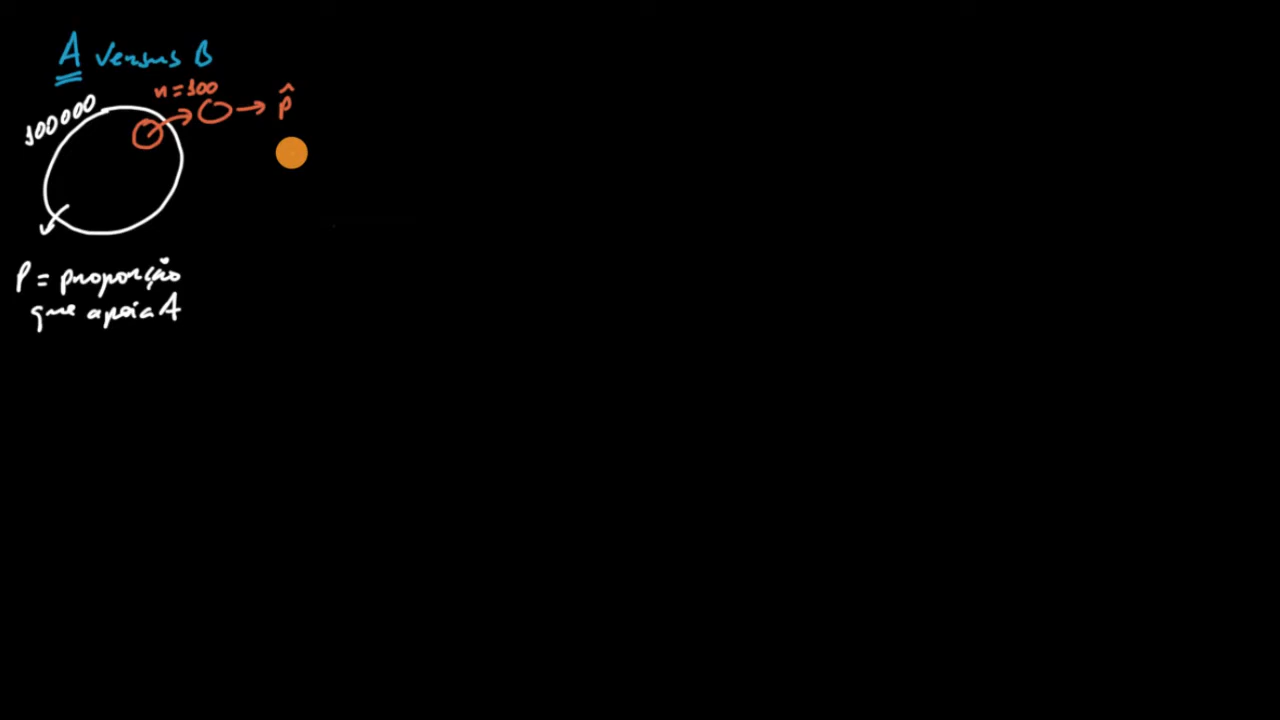 A versus B
n = 100
100000
p̂
P = proporção
que apoia A